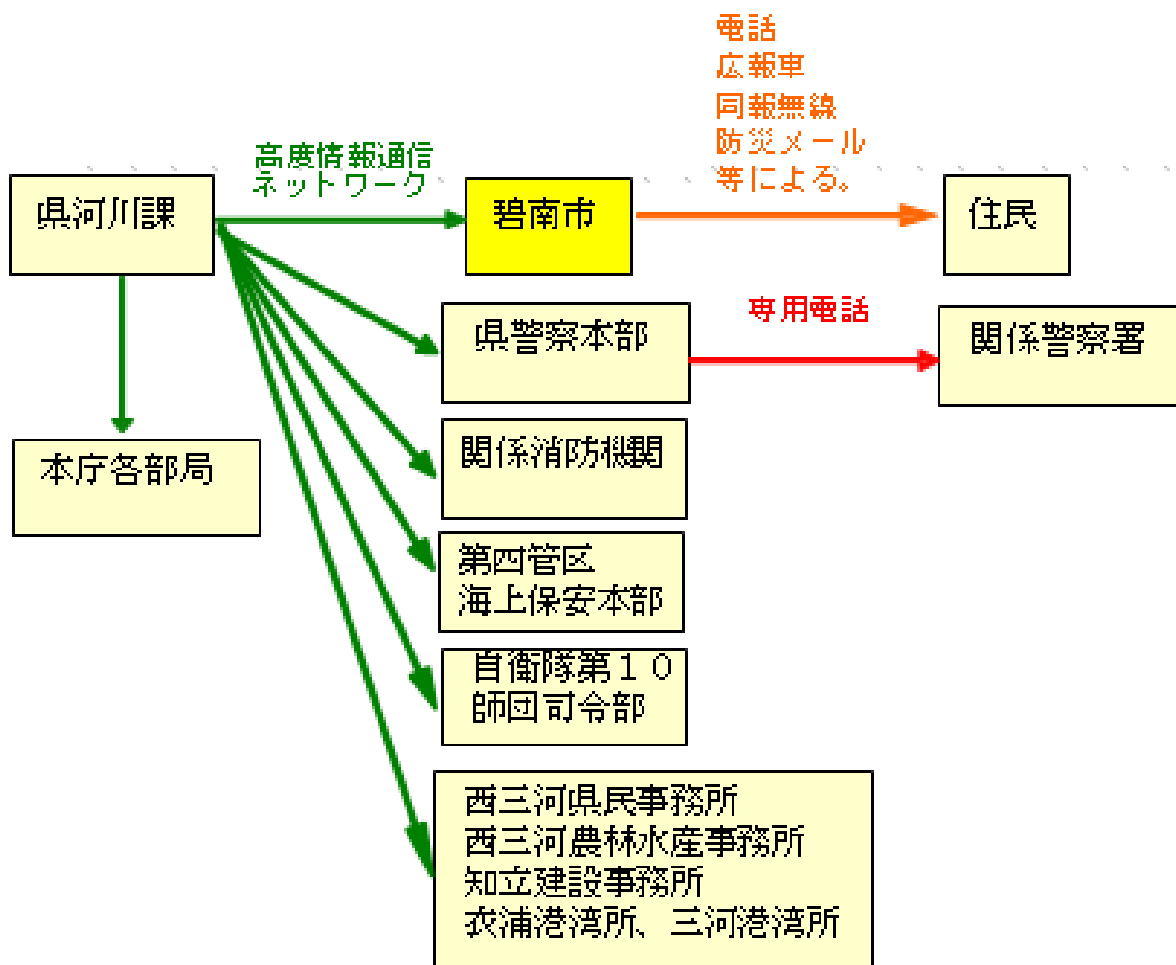 電話
広報車
同報無線
防災メール
等による。
高度情報通信
ネットワーク
県河川課
碧南市
住民
専用電話
県警察本部
関係警察署
本庁各部局
関係消防機関
第四管区
海上保安本部
自衛隊第１０
師団司令部
西三河県民事務所
西三河農林水産事務所
知立建設事務所
衣浦港湾所、三河港湾所